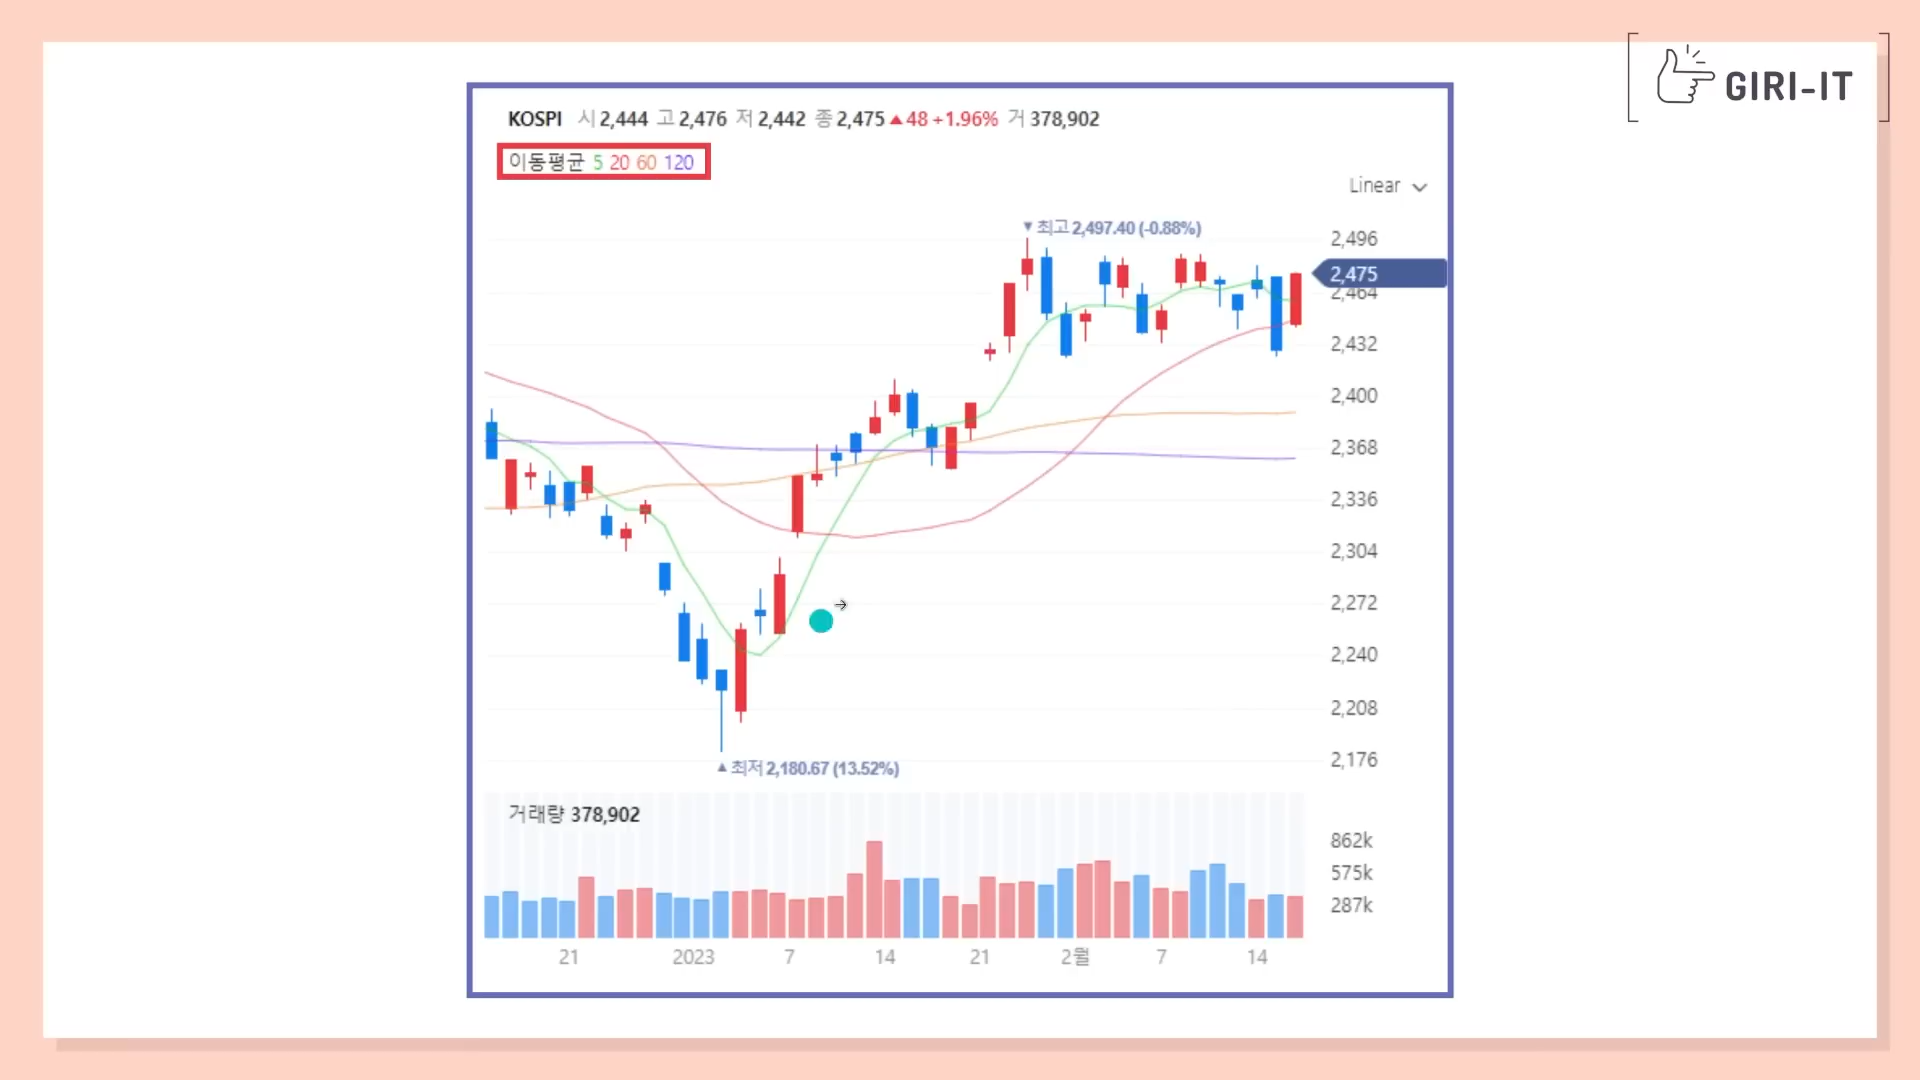 GIRI-IT
KOSPI 시 2,444 고 2,476 저 2,442 종 2,475 ▲ 48 +1.96% 거 378,902
이동평균 5 20 60 120
Linear
▼ 최고 2,497.40 (-0.88%)
2,496
2,475
2,464
2,432
2,400
2,368
2,336
2,304
2,272
2,240
2,208
2,176
▲ 최저 2,180.67 (13.52%)
거래량 378,902
862k
575k
287k
21 2023 7 14 21 2월 7 14